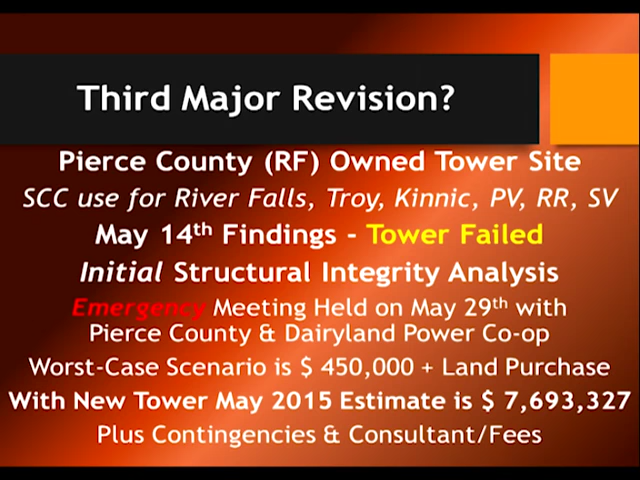 Third Major Revision?
Pierce County (RF) Owned Tower Site
SCC use for River Falls, Troy, Kinnic, PV, RR, SV
May 14th Findings - Tower Failed
Initial Structural Integrity Analysis
Emergency Meeting Held on May 29th with
Pierce County & Dairyland Power Co-op
Worst-Case Scenario is $ 450,000 + Land Purchase
With New Tower May 2015 Estimate is $ 7,693,327
Plus Contingencies & Consultant/Fees